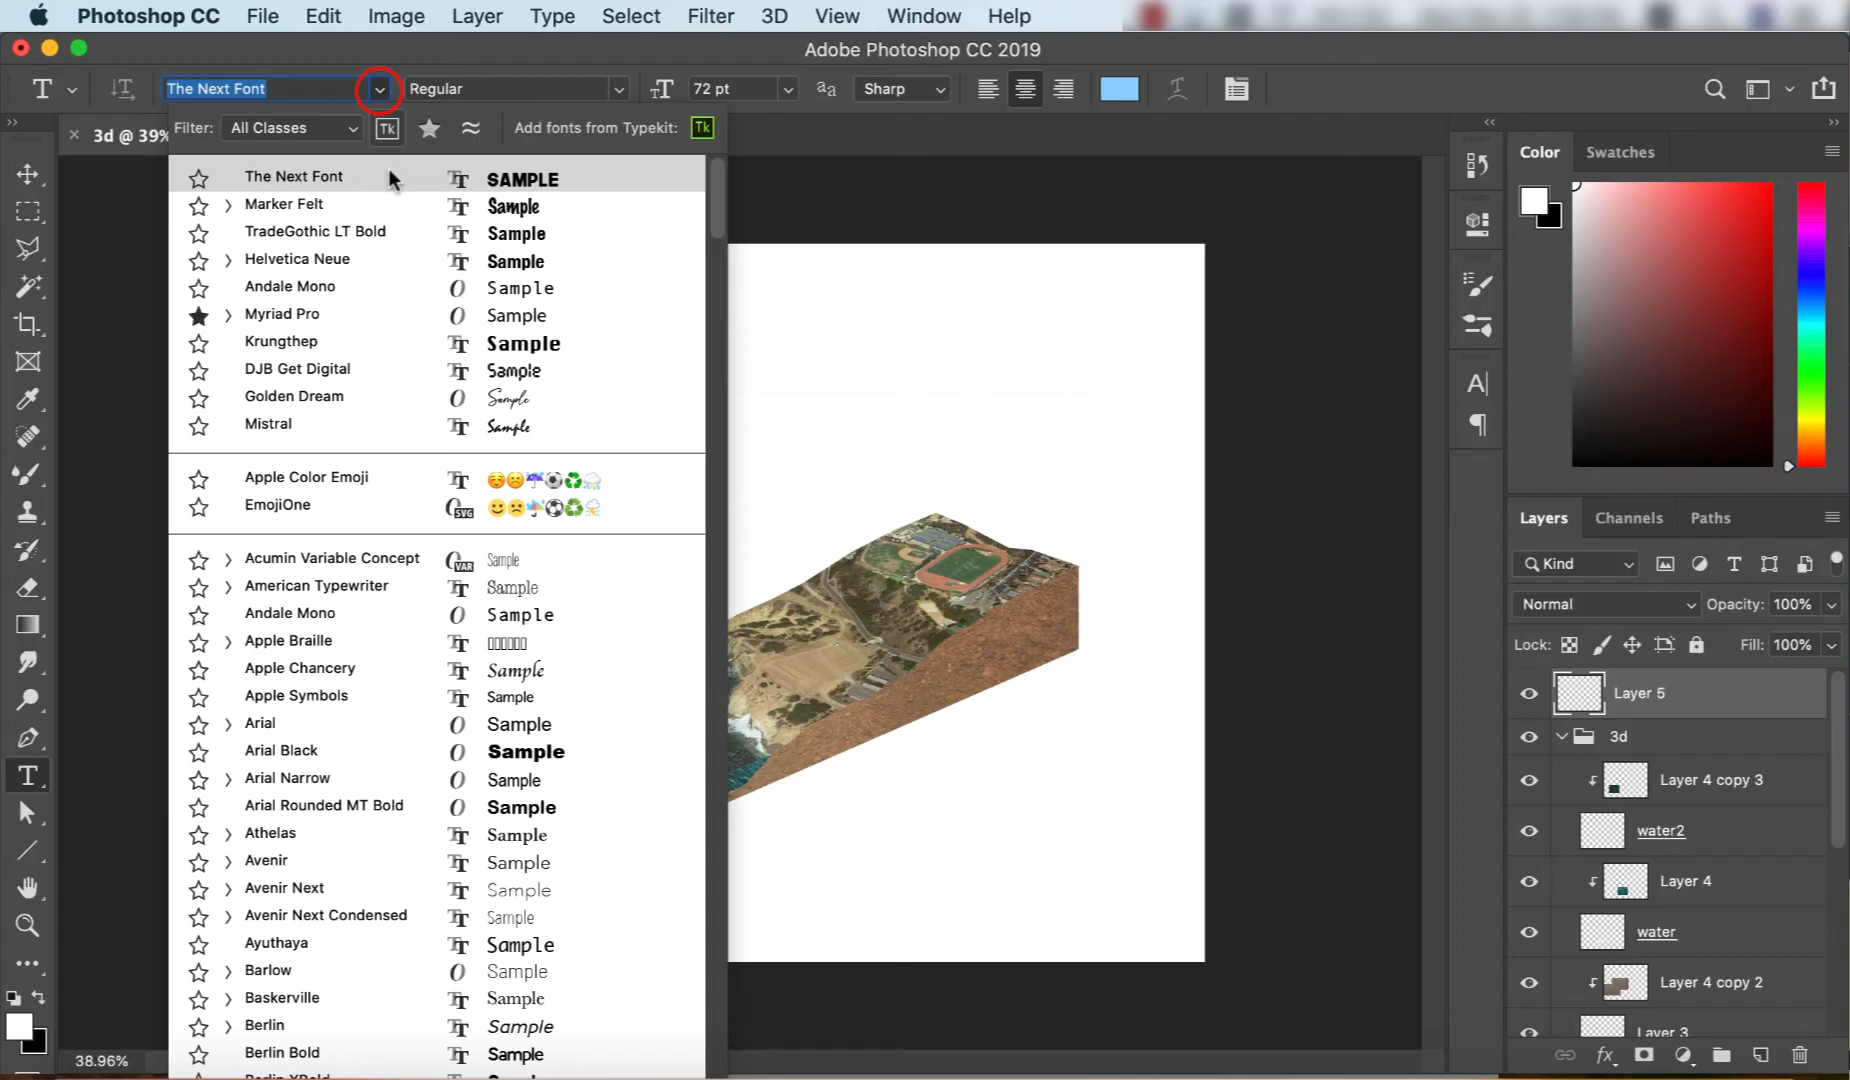 Photoshop CC File Edit Image Layer Type Select Filter 3D View Window Help
Adobe Photoshop CC 2019
T The Next Font Regular 72 pt aa Sharp
Filter: All Classes Tk Add fonts from Typekit: Tk
3d @ 39%
The Next Font SAMPLE
Marker Felt Sample
TradeGothic LT Bold Sample
Helvetica Neue Sample
Andale Mono Sample
Myriad Pro Sample
Krungthep Sample
DJB Get Digital Sample
Golden Dream Sample
Mistral Sample
Apple Color Emoji
EmojiOne SVG
Acumin Variable Concept VAR Sample
American Typewriter Sample
Andale Mono Sample
Apple Braille
Apple Chancery Sample
Apple Symbols Sample
Arial Sample
Arial Black Sample
Arial Narrow Sample
Arial Rounded MT Bold Sample
Athelas Sample
Avenir Sample
Avenir Next Sample
Avenir Next Condensed Sample
Ayuthaya Sample
Barlow Sample
Baskerville Sample
Berlin Sample
Berlin Bold Sample
38.96%
Color Swatches
Layers Channels Paths
Kind
Normal Opacity: 100%
Lock: Fill: 100%
Layer 5
3d
Layer 4 copy 3
water2
Layer 4
water
Layer 4 copy 2
Layer 3
fx